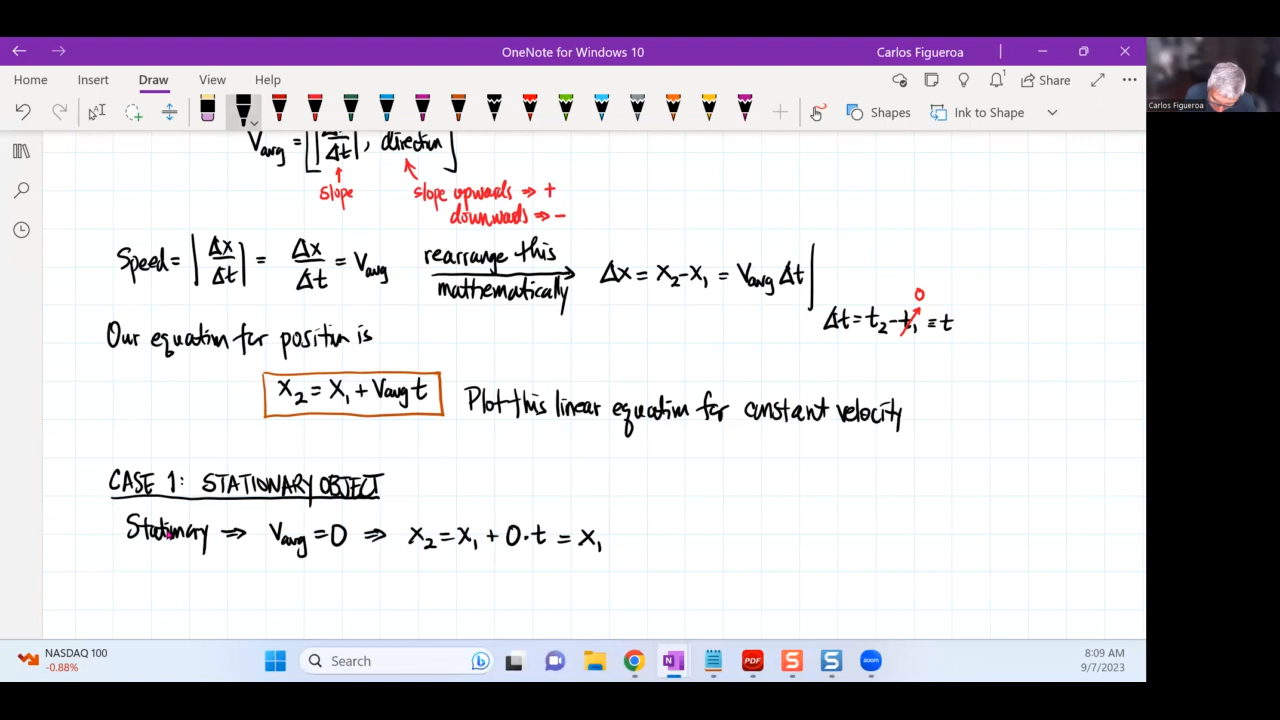 OneNote for Windows 10
Carlos Figueroa
Home Insert Draw View Help
1
Share
Shapes
Ink to Space
Carlos Figueroa
Vavg = [|Δx/Δt|, direction]
slope
slope upwards ⇒ +
downwards ⇒ -
Speed = |Δx/Δt| = Δx/Δt = Vavg
rearrange this
mathematically
Δx = x₂-x₁ = Vavg Δt
0
Δt = t₂-t₁ = t
Our equation for position is
x₂ = x₁ + Vavg t
Plot this linear equation for constant velocity
CASE 1: STATIONARY OBJECT
Stationary ⇒ Vavg = 0 ⇒ x₂ = x₁ + 0·t = x₁
NASDAQ 100
-0.88%
Search
PDF
S
S
zoom
8:09 AM
9/7/2023